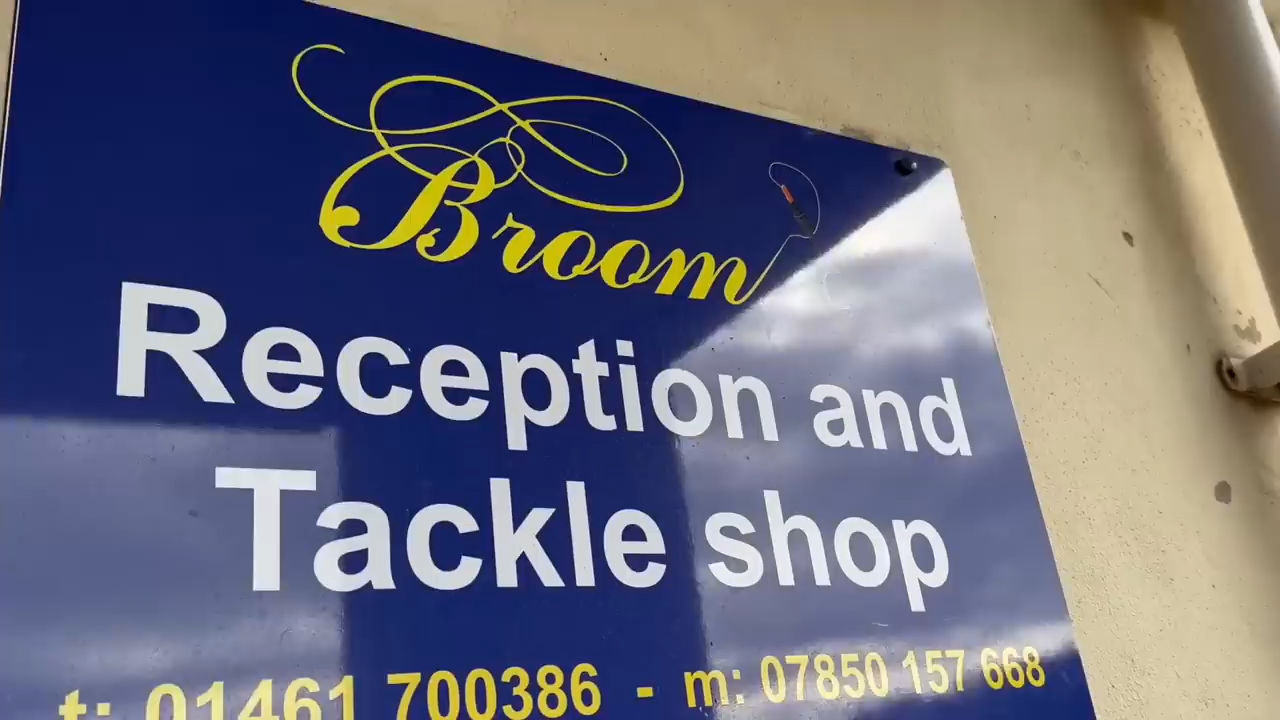 Broom
Reception and
Tackle shop
t: 01461 700386 - m: 07850 157 668